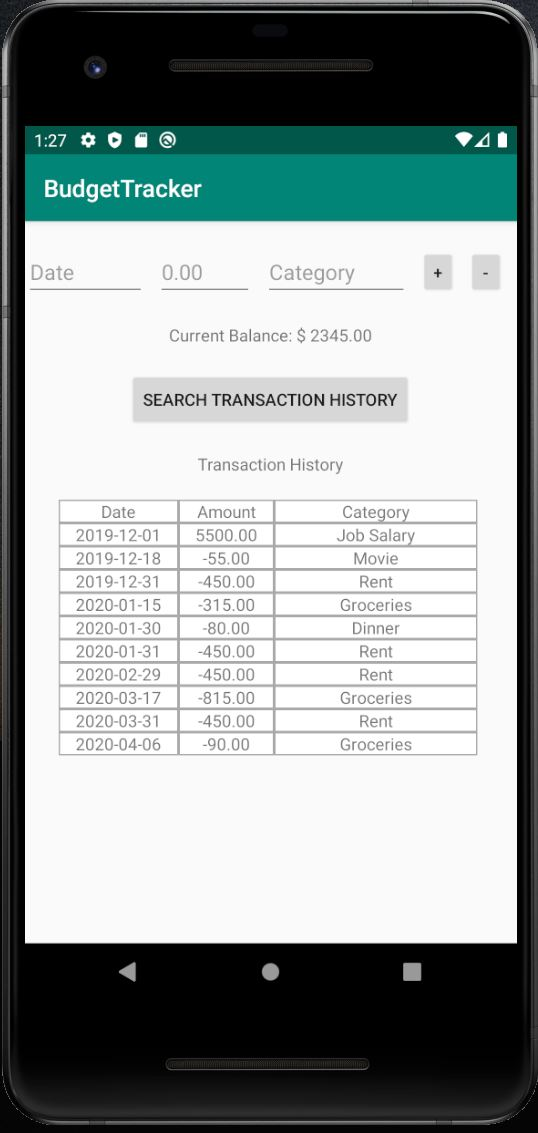 1:27
BudgetTracker
Date 0.00 Category + -
Current Balance: $ 2345.00
SEARCH TRANSACTION HISTORY
Transaction History
Date Amount Category
2019-12-01 5500.00 Job Salary
2019-12-18 -55.00 Movie
2019-12-31 -450.00 Rent
2020-01-15 -315.00 Groceries
2020-01-30 -80.00 Dinner
2020-01-31 -450.00 Rent
2020-02-29 -450.00 Rent
2020-03-17 -815.00 Groceries
2020-03-31 -450.00 Rent
2020-04-06 -90.00 Groceries